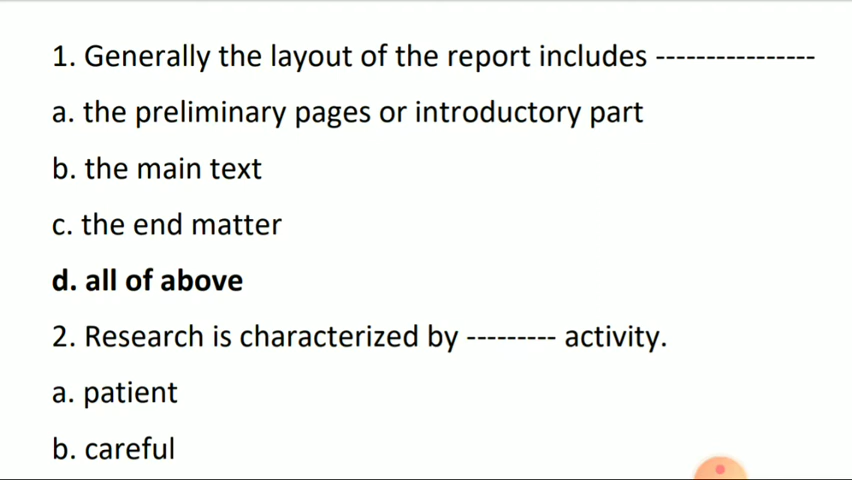 1. Generally the layout of the report includes ----------------
a. the preliminary pages or introductory part
b. the main text
c. the end matter
d. all of above
2. Research is characterized by --------- activity.
a. patient
b. careful